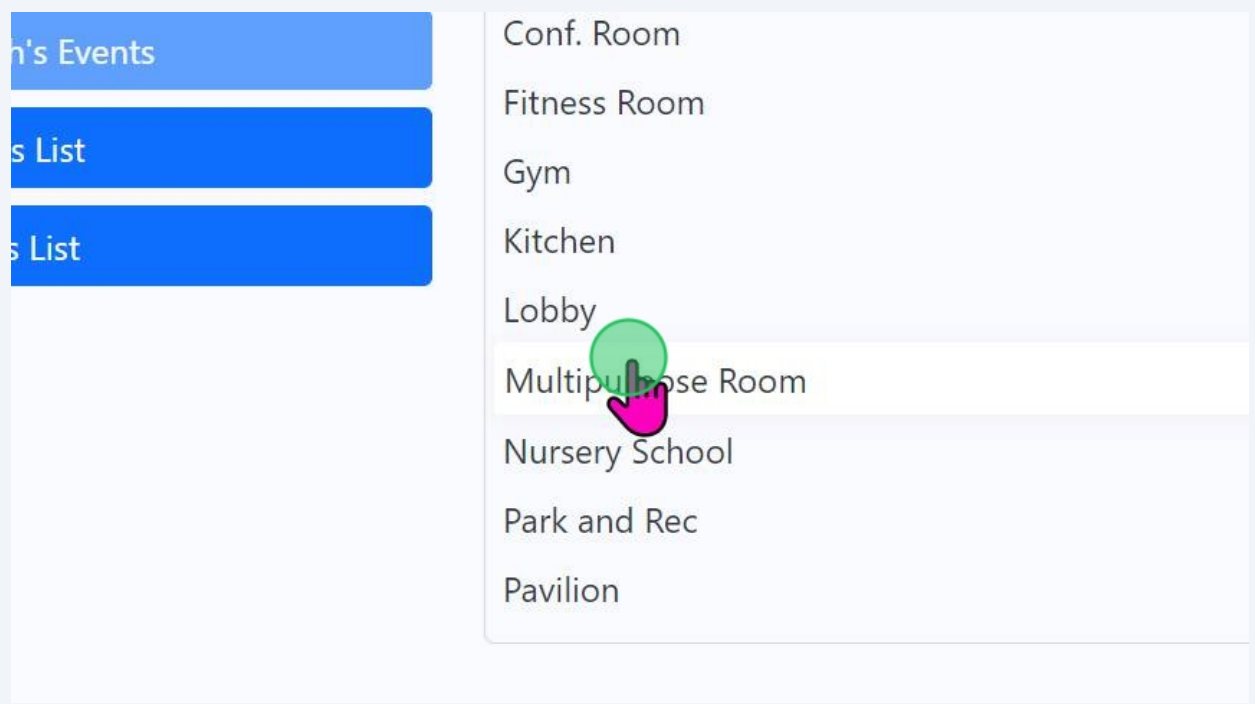 h's Events
s List
s List
Conf. Room
Fitness Room
Gym
Kitchen
Lobby
Multipurpose Room
Nursery School
Park and Rec
Pavilion